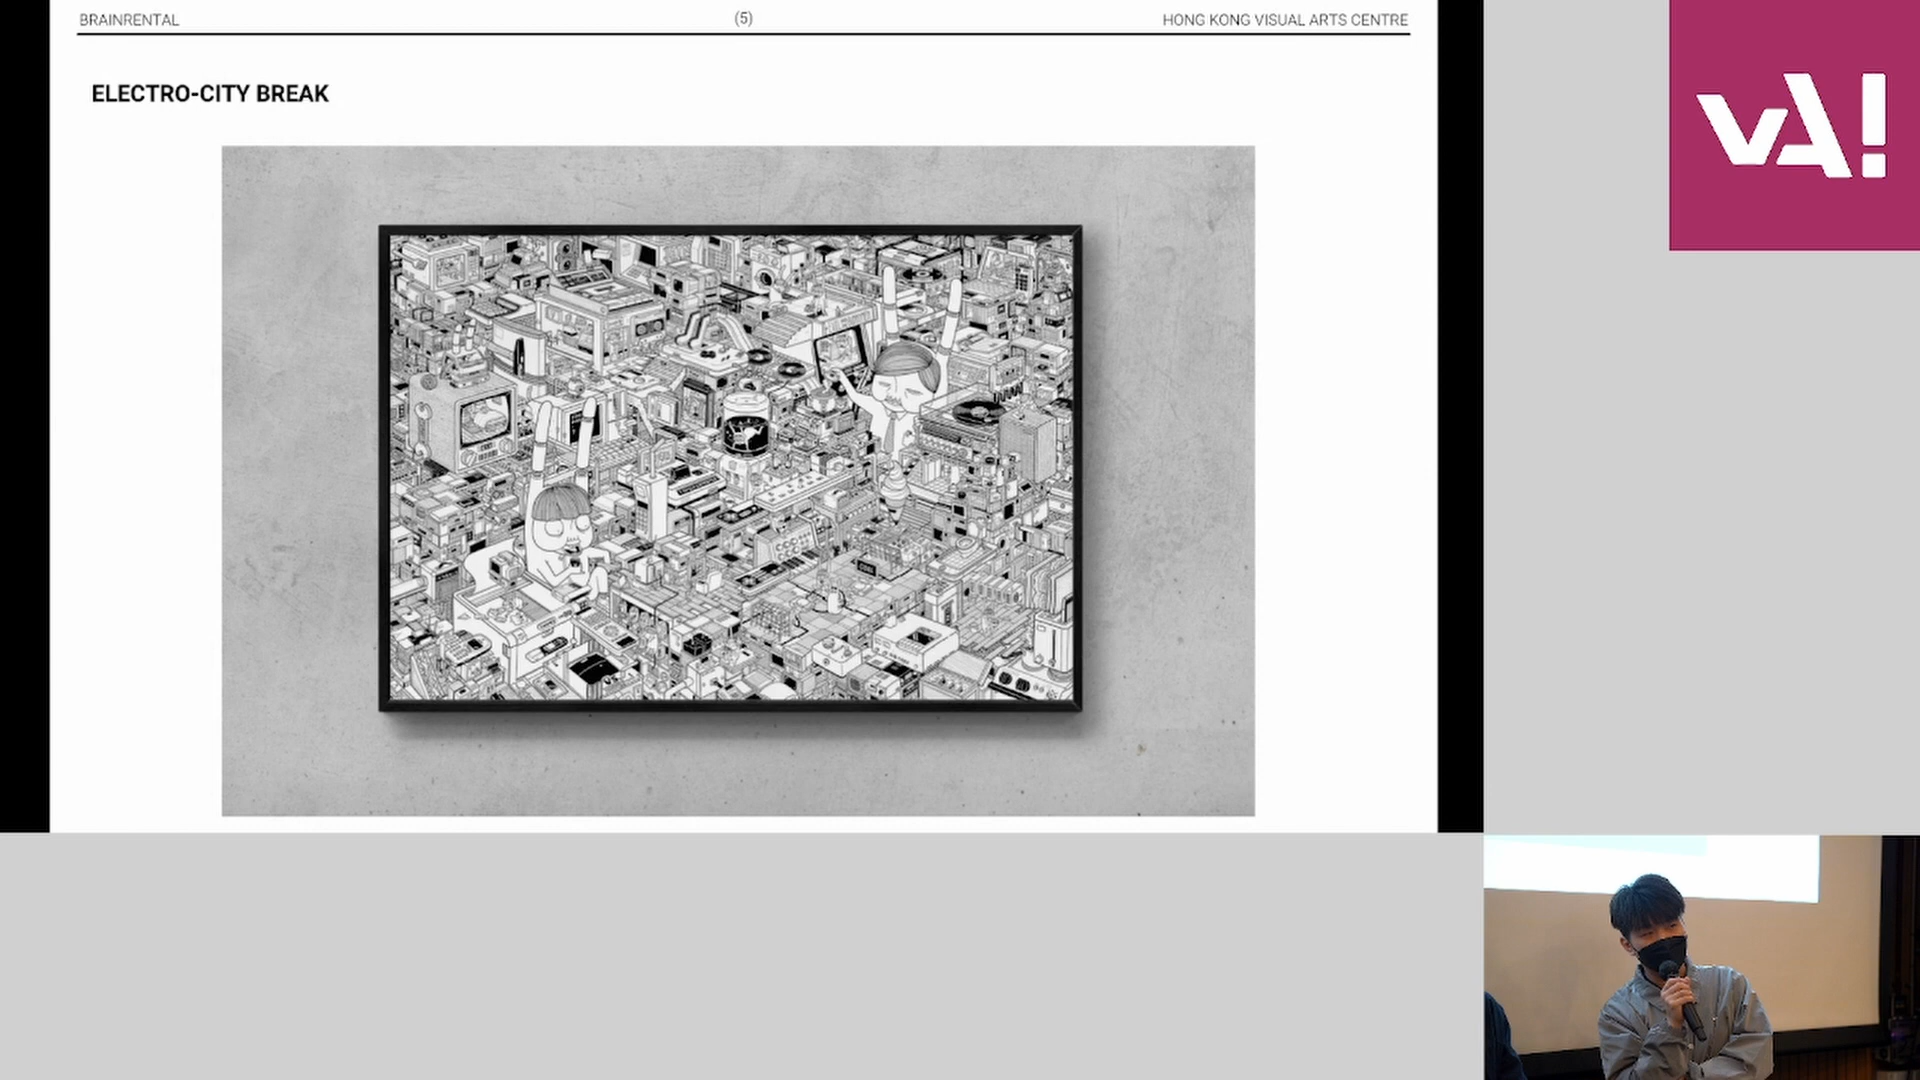 BRAINRENTAL
(5)
HONG KONG VISUAL ARTS CENTRE
ELECTRO-CITY BREAK
vA!